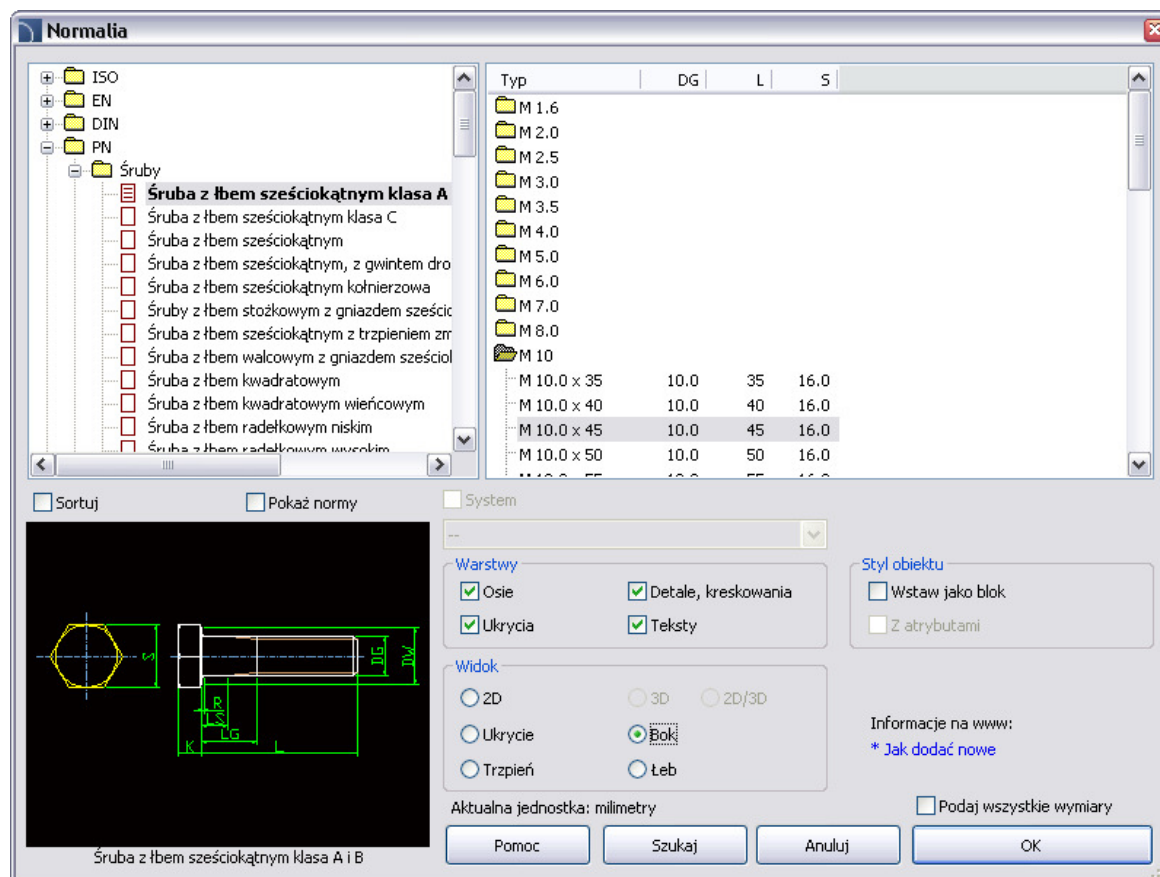 Normalia
ISO
EN
DIN
PN
Śruby
Śruba z łbem sześciokątnym klasa A
Śruba z łbem sześciokątnym klasa C
Śruba z łbem sześciokątnym
Śruba z łbem sześciokątnym, z gwintem dro
Śruba z łbem sześciokątnym kołnierzowa
Śruby z łbem stożkowym z gniazdem sześcio
Śruba z łbem sześciokątnym z trzpieniem zm
Śruba z łbem walcowym z gniazdem sześciol
Śruba z łbem kwadratowym
Śruba z łbem kwadratowym wieńcowym
Śruba z łbem radełkowym niskim
Śruba z łbem radełkowym wysokim
Typ DG L S
M 1.6
M 2.0
M 2.5
M 3.0
M 3.5
M 4.0
M 5.0
M 6.0
M 7.0
M 8.0
M 10
M 10.0 x 35 10.0 35 16.0
M 10.0 x 40 10.0 40 16.0
M 10.0 x 45 10.0 45 16.0
M 10.0 x 50 10.0 50 16.0
Sortuj
Pokaż normy
System
--
Warstwy
Osie
Detale, kreskowania
Ukrycia
Teksty
Styl obiektu
Wstaw jako blok
Z atrybutami
S
DG
DW
R
LS
LG
K
L
Śruba z łbem sześciokątnym klasa A i B
Widok
2D
3D
2D/3D
Ukrycie
Bok
Trzpień
Łeb
Informacje na www:
* Jak dodać nowe
Aktualna jednostka: milimetry
Podaj wszystkie wymiary
Pomoc
Szukaj
Anuluj
OK